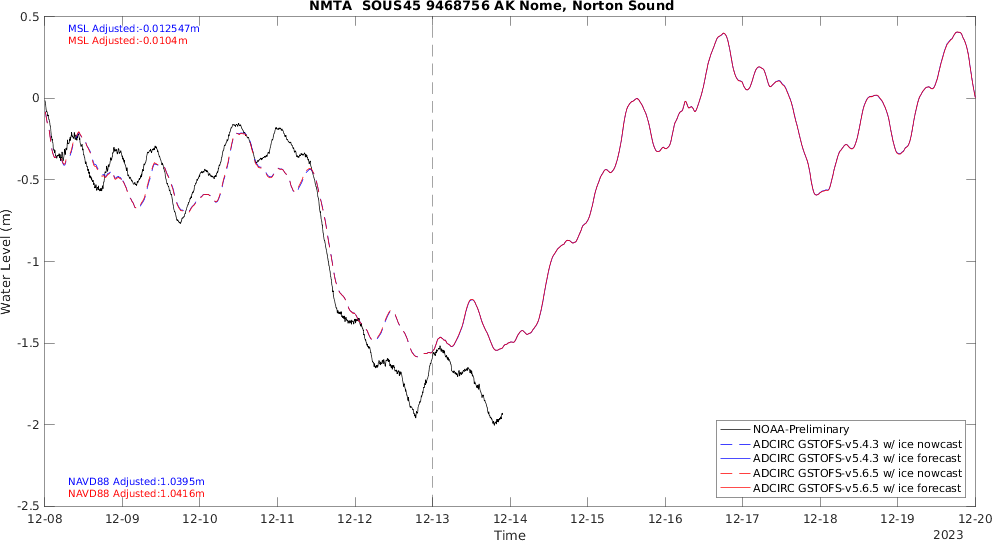 NMTA SOUS45 9468756 AK Nome, Norton Sound
MSL Adjusted:-0.012547m
MSL Adjusted:-0.0104m
0.5
0
-0.5
-1
-1.5
-2
-2.5
Water Level (m)
NOAA-Preliminary
ADCIRC GSTOFS-v5.4.3 w/ ice nowcast
ADCIRC GSTOFS-v5.4.3 w/ ice forecast
ADCIRC GSTOFS-v5.6.5 w/ ice nowcast
ADCIRC GSTOFS-v5.6.5 w/ ice forecast
NAVD88 Adjusted:1.0395m
NAVD88 Adjusted:1.0416m
12-08 12-09 12-10 12-11 12-12 12-13 12-14 12-15 12-16 12-17 12-18 12-19 12-20
Time
2023